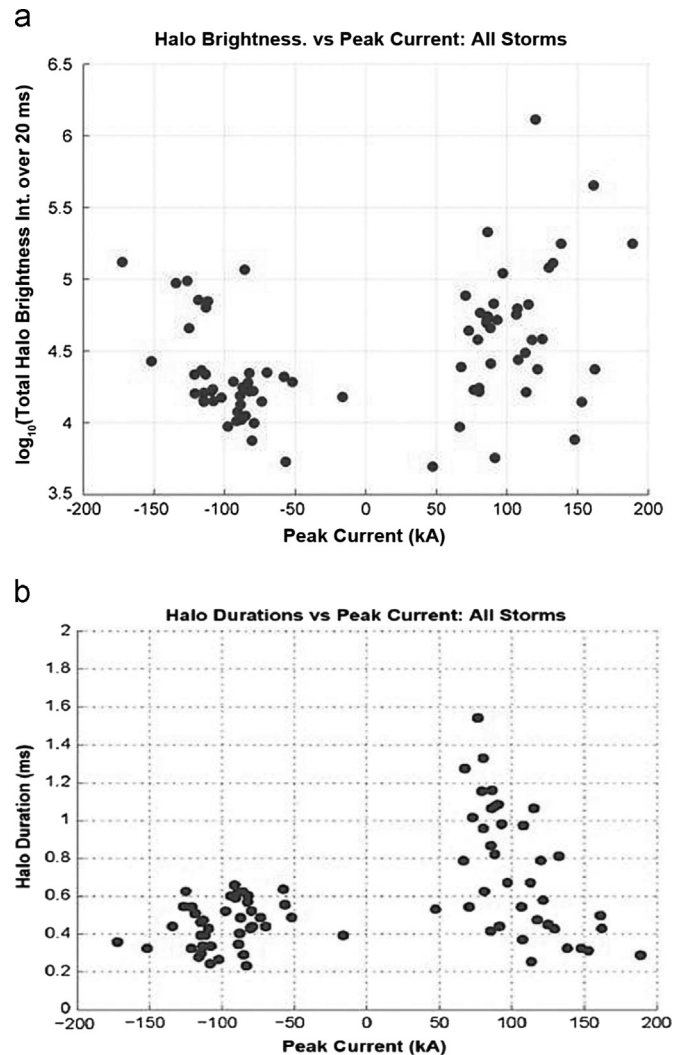 a
Halo Brightness. vs Peak Current: All Storms
6.5
6
5.5
5
4.5
4
3.5
log₁₀(Total Halo Brightness Int. over 20 ms)
-200 -150 -100 -50 0 50 100 150 200
Peak Current (kA)
b
Halo Durations vs Peak Current: All Storms
2
1.8
1.6
1.4
1.2
1
0.8
0.6
0.4
0.2
0
Halo Duration (ms)
−200 −150 −100 −50 0 50 100 150 200
Peak Current (kA)